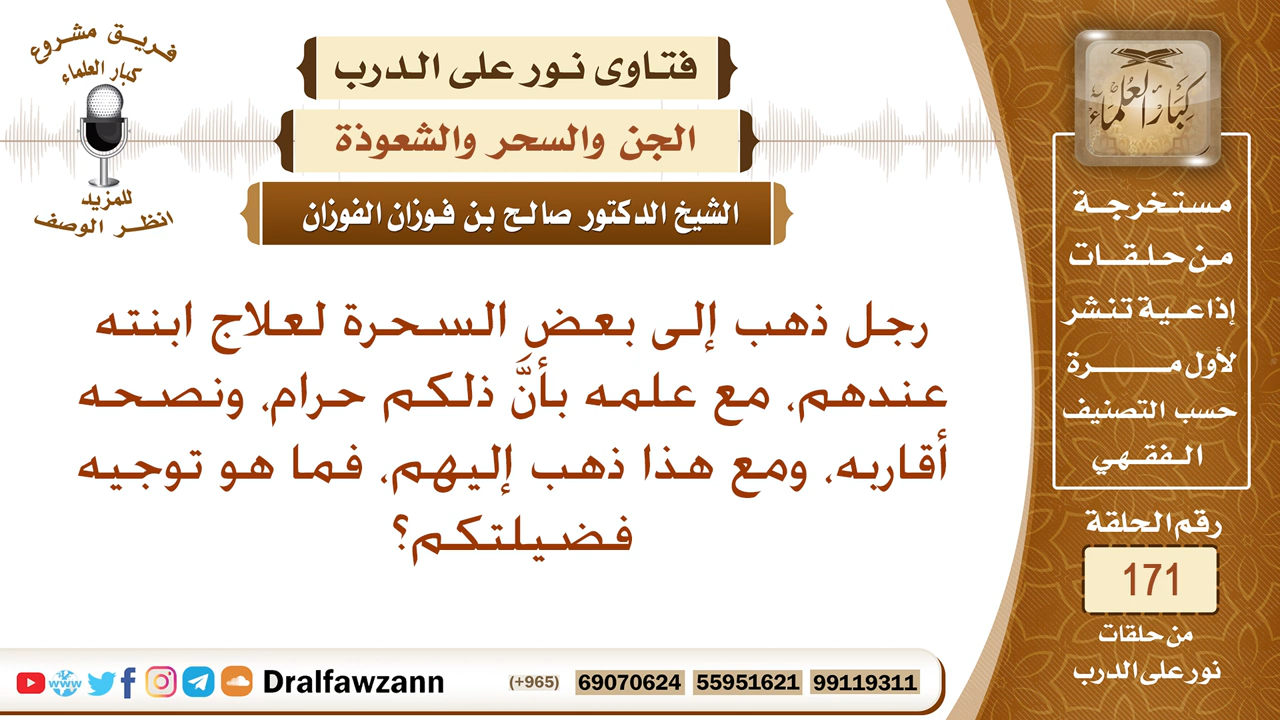 فريق مشروع
كبار العلماء
للمزيد
انظر الوصف
فتاوى نور على الدرب
الجن والسحر والشعوذة
الشيخ الدكتور صالح بن فوزان الفوزان
رجل ذهب إلى بعض السحرة لعلاج ابنته
عندهم، مع علمه بأنَّ ذلكم حرام، ونصحه
أقاربه، ومع هذا ذهب إليهم، فما هو توجيه
فضيلتكم؟
كبار العلماء
مستخرجة
من حلقات
إذاعية تنشر
لأول مرة
حسب التصنيف
الفقهي
رقم الحلقة
171
من حلقات
نور على الدرب
www Dralfawzann (+965) 69070624 55951621 99119311